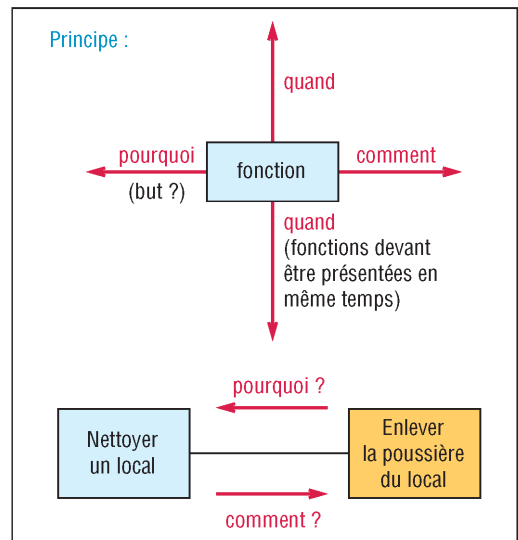 Principe :
quand
pourquoi
(but ?)
fonction
comment
quand
(fonctions devant
être présentées en
même temps)
pourquoi ?
Nettoyer
un local
Enlever
la poussière
du local
comment ?